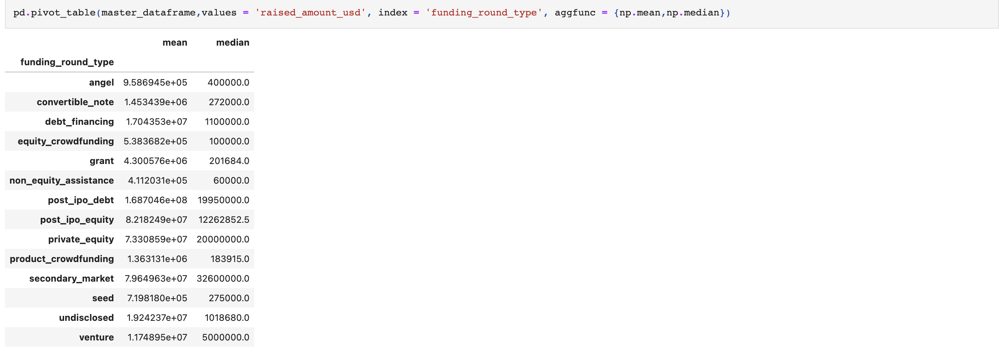 pd.pivot_table(master_dataframe,values = 'raised_amount_usd', index = 'funding_round_type', aggfunc = {np.mean,np.median})
mean median
funding_round_type
angel 9.586945e+05 400000.0
convertible_note 1.453439e+06 272000.0
debt_financing 1.704353e+07 1100000.0
equity_crowdfunding 5.383682e+05 100000.0
grant 4.300576e+06 201684.0
non_equity_assistance 4.112031e+05 60000.0
post_ipo_debt 1.687046e+08 19950000.0
post_ipo_equity 8.218249e+07 12262852.5
private_equity 7.330859e+07 20000000.0
product_crowdfunding 1.363131e+06 183915.0
secondary_market 7.964963e+07 32600000.0
seed 7.198180e+05 275000.0
undisclosed 1.924237e+07 1018680.0
venture 1.174895e+07 5000000.0